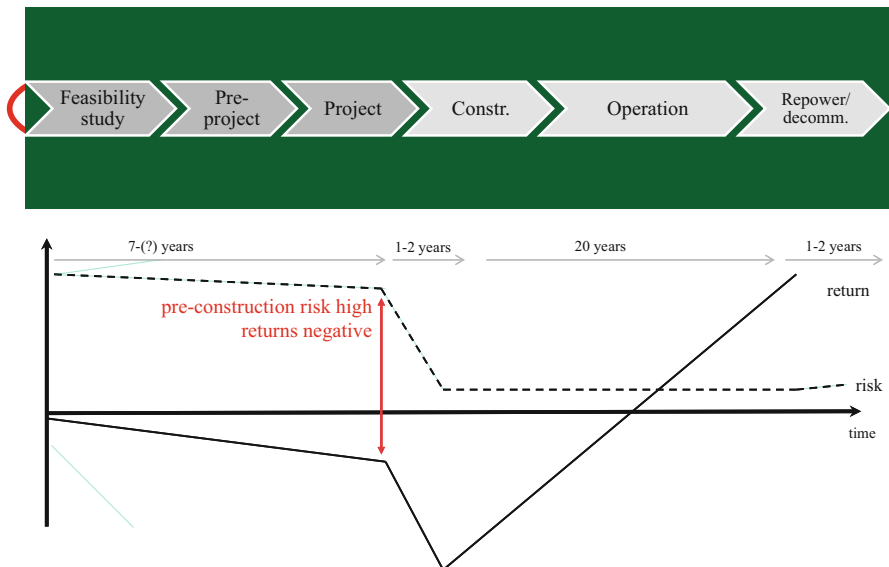 Feasibility
study
Pre-
project
Project
Constr.
Operation
Repower/
decomm.
7-(?) years
1-2 years
20 years
1-2 years
return
pre-construction risk high
returns negative
risk
time